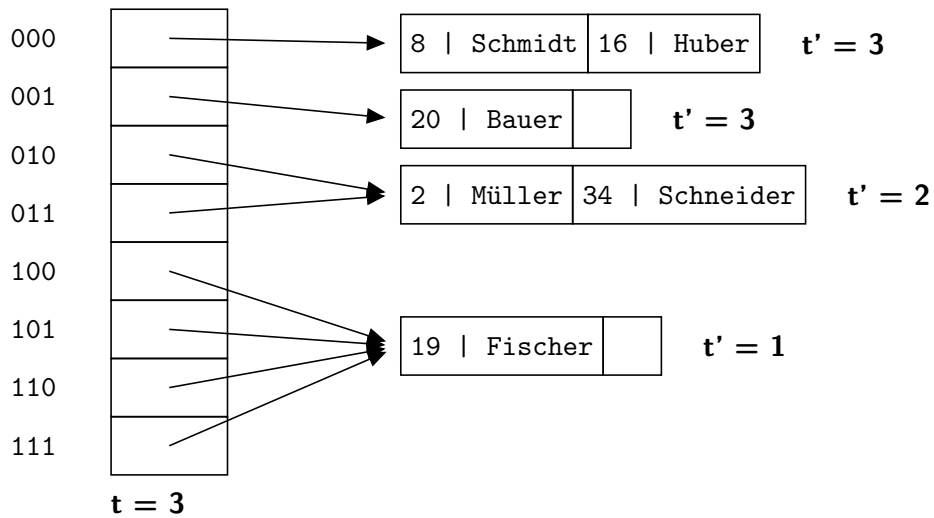 000
8 | Schmidt 16 | Huber t' = 3
001
20 | Bauer t' = 3
010
2 | Müller 34 | Schneider t' = 2
011
100
101
19 | Fischer t' = 1
110
111
t = 3